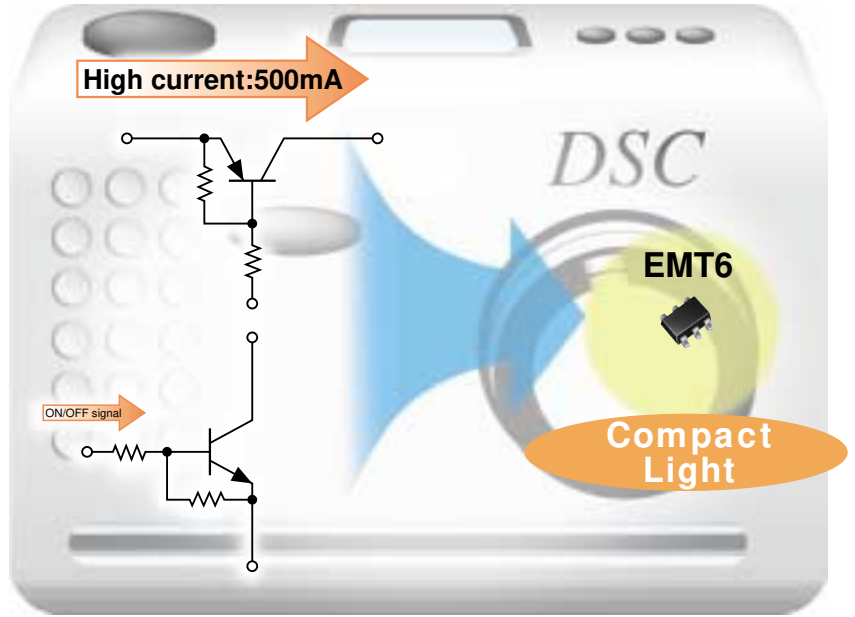 High current:500mA
DSC
EMT6
ON/OFF signal
Compact
Light